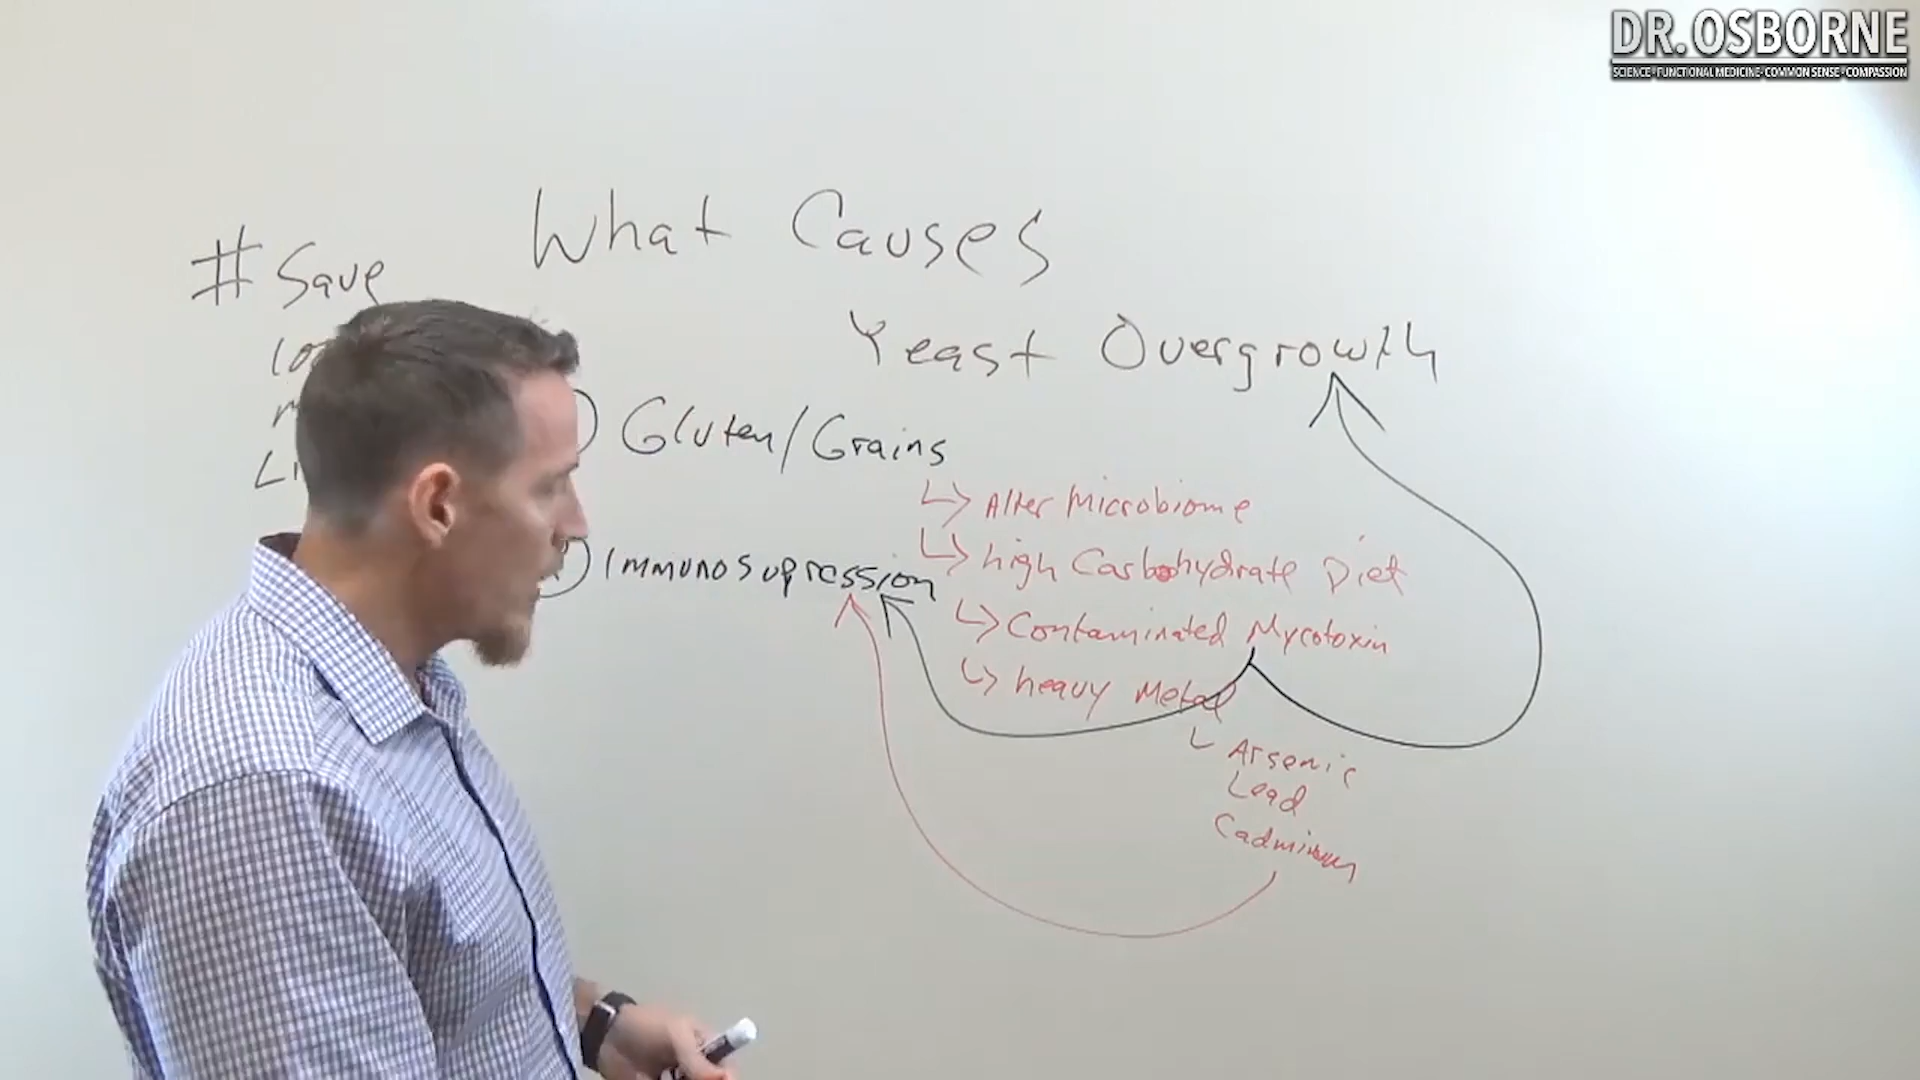 DR. OSBORNE
SCIENCE - FUNCTIONAL MEDICINE - COMMON SENSE - COMPASSION
What Causes
# Save
Yeast Overgrowth
Gluten/Grains
↳ Alter Microbiome
↳ high Carbohydrate Diet
Immunosupression
↳ Contaminated Mycotoxin
↳ heavy Metal
Arsenic
Lead
Cadmium